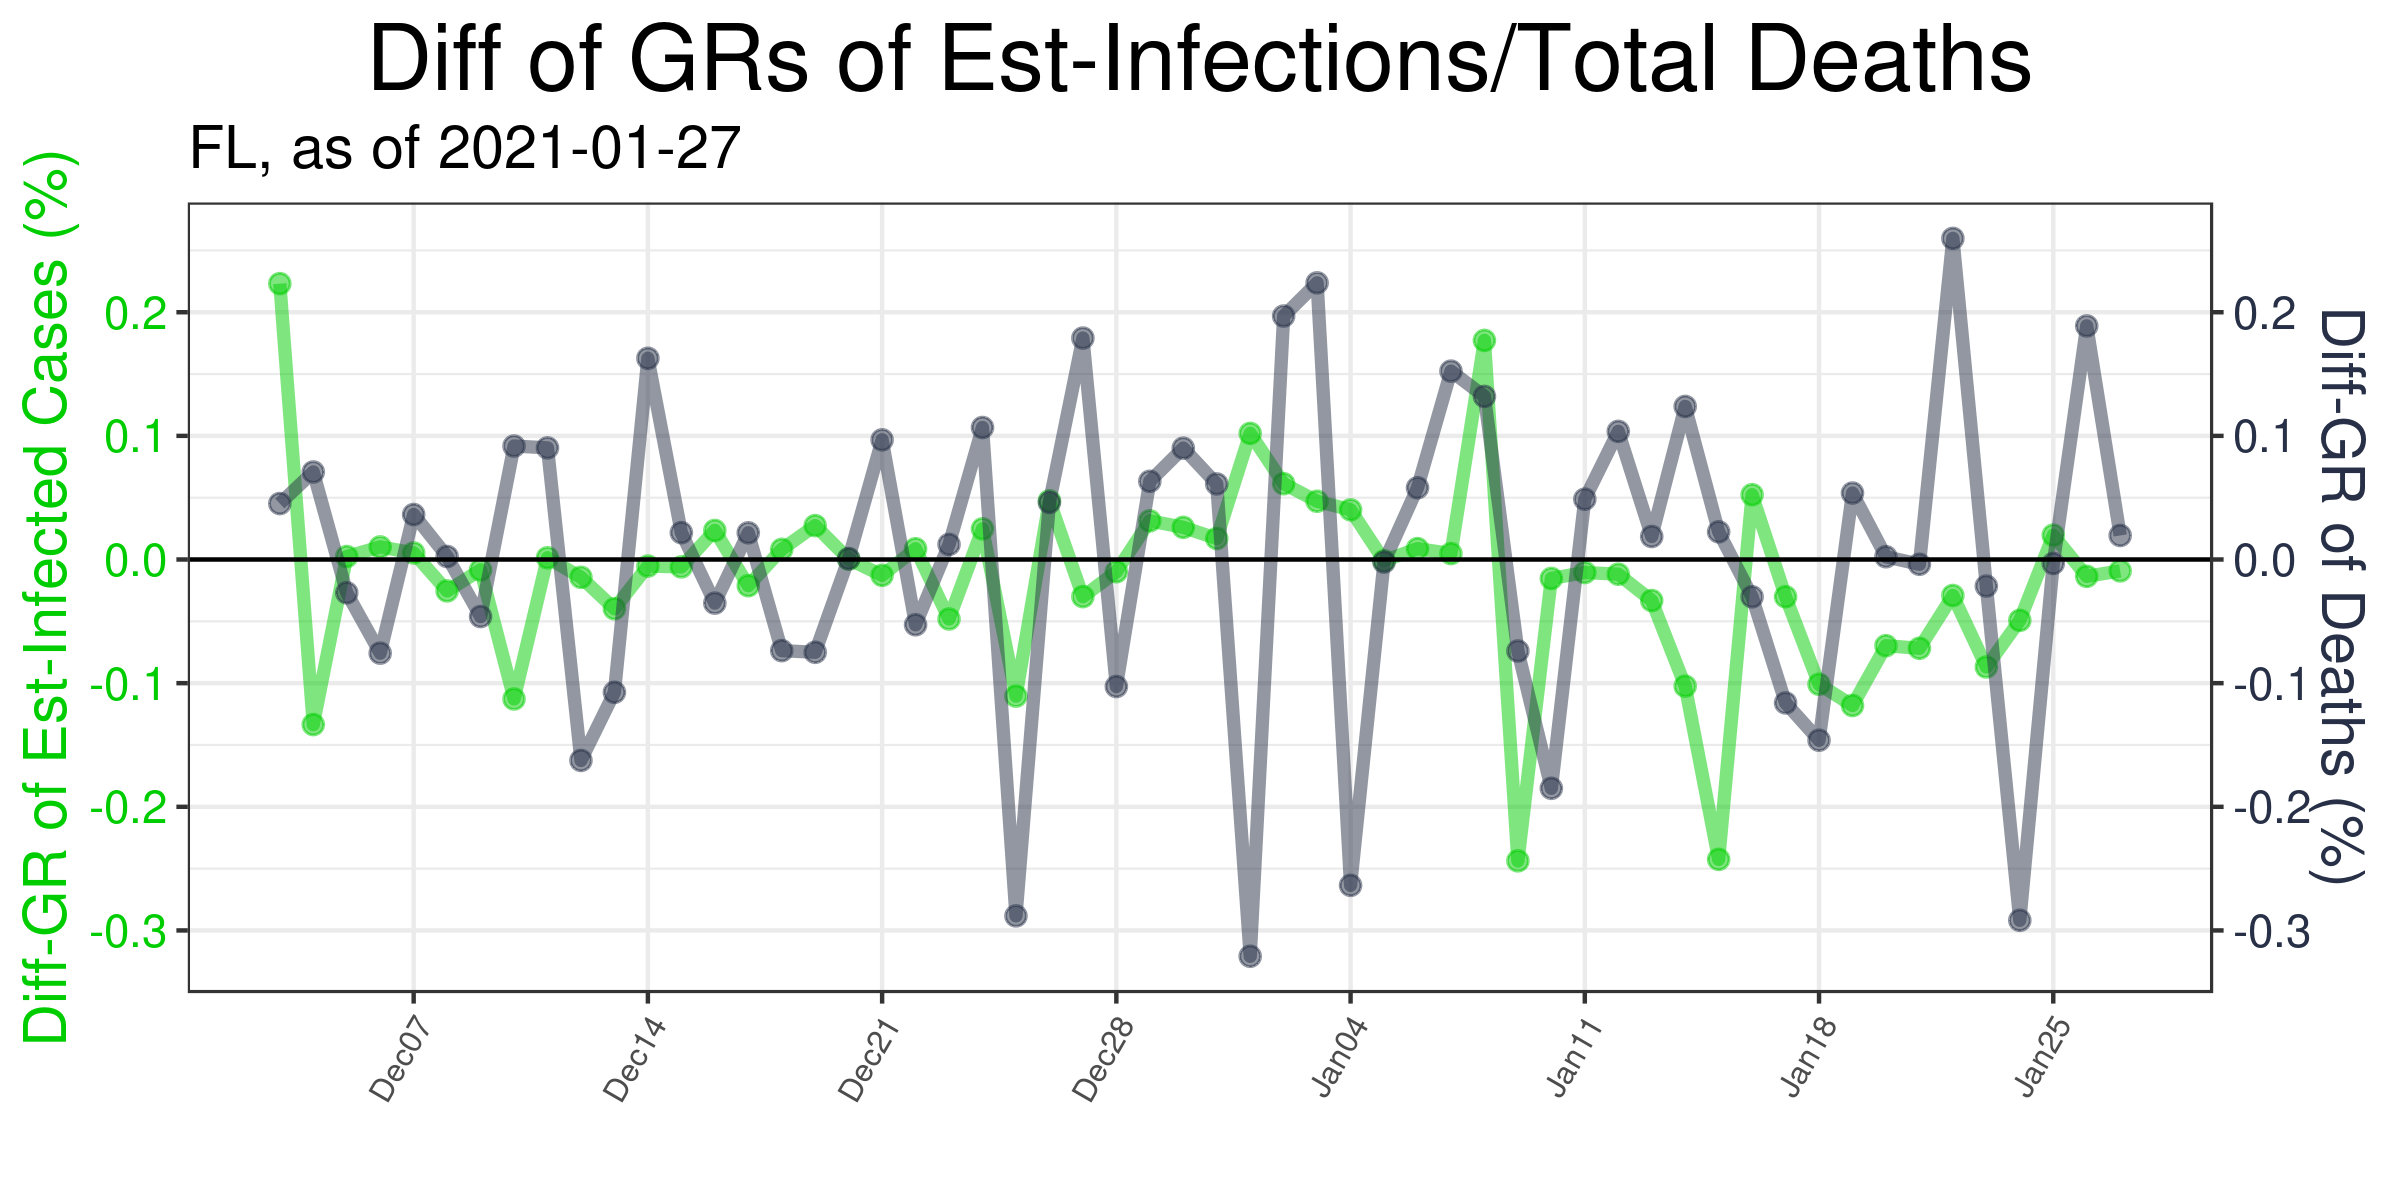 Diff of GRs of Est-Infections/Total Deaths
FL, as of 2021-01-27
Diff-GR of Est-Infected Cases (%)
0.2
0.1
0.0
-0.1
-0.2
-0.3
0.2
0.1
0.0
-0.1
-0.2
-0.3
Diff-GR of Deaths (%)
Dec07
Dec14
Dec21
Dec28
Jan04
Jan11
Jan18
Jan25